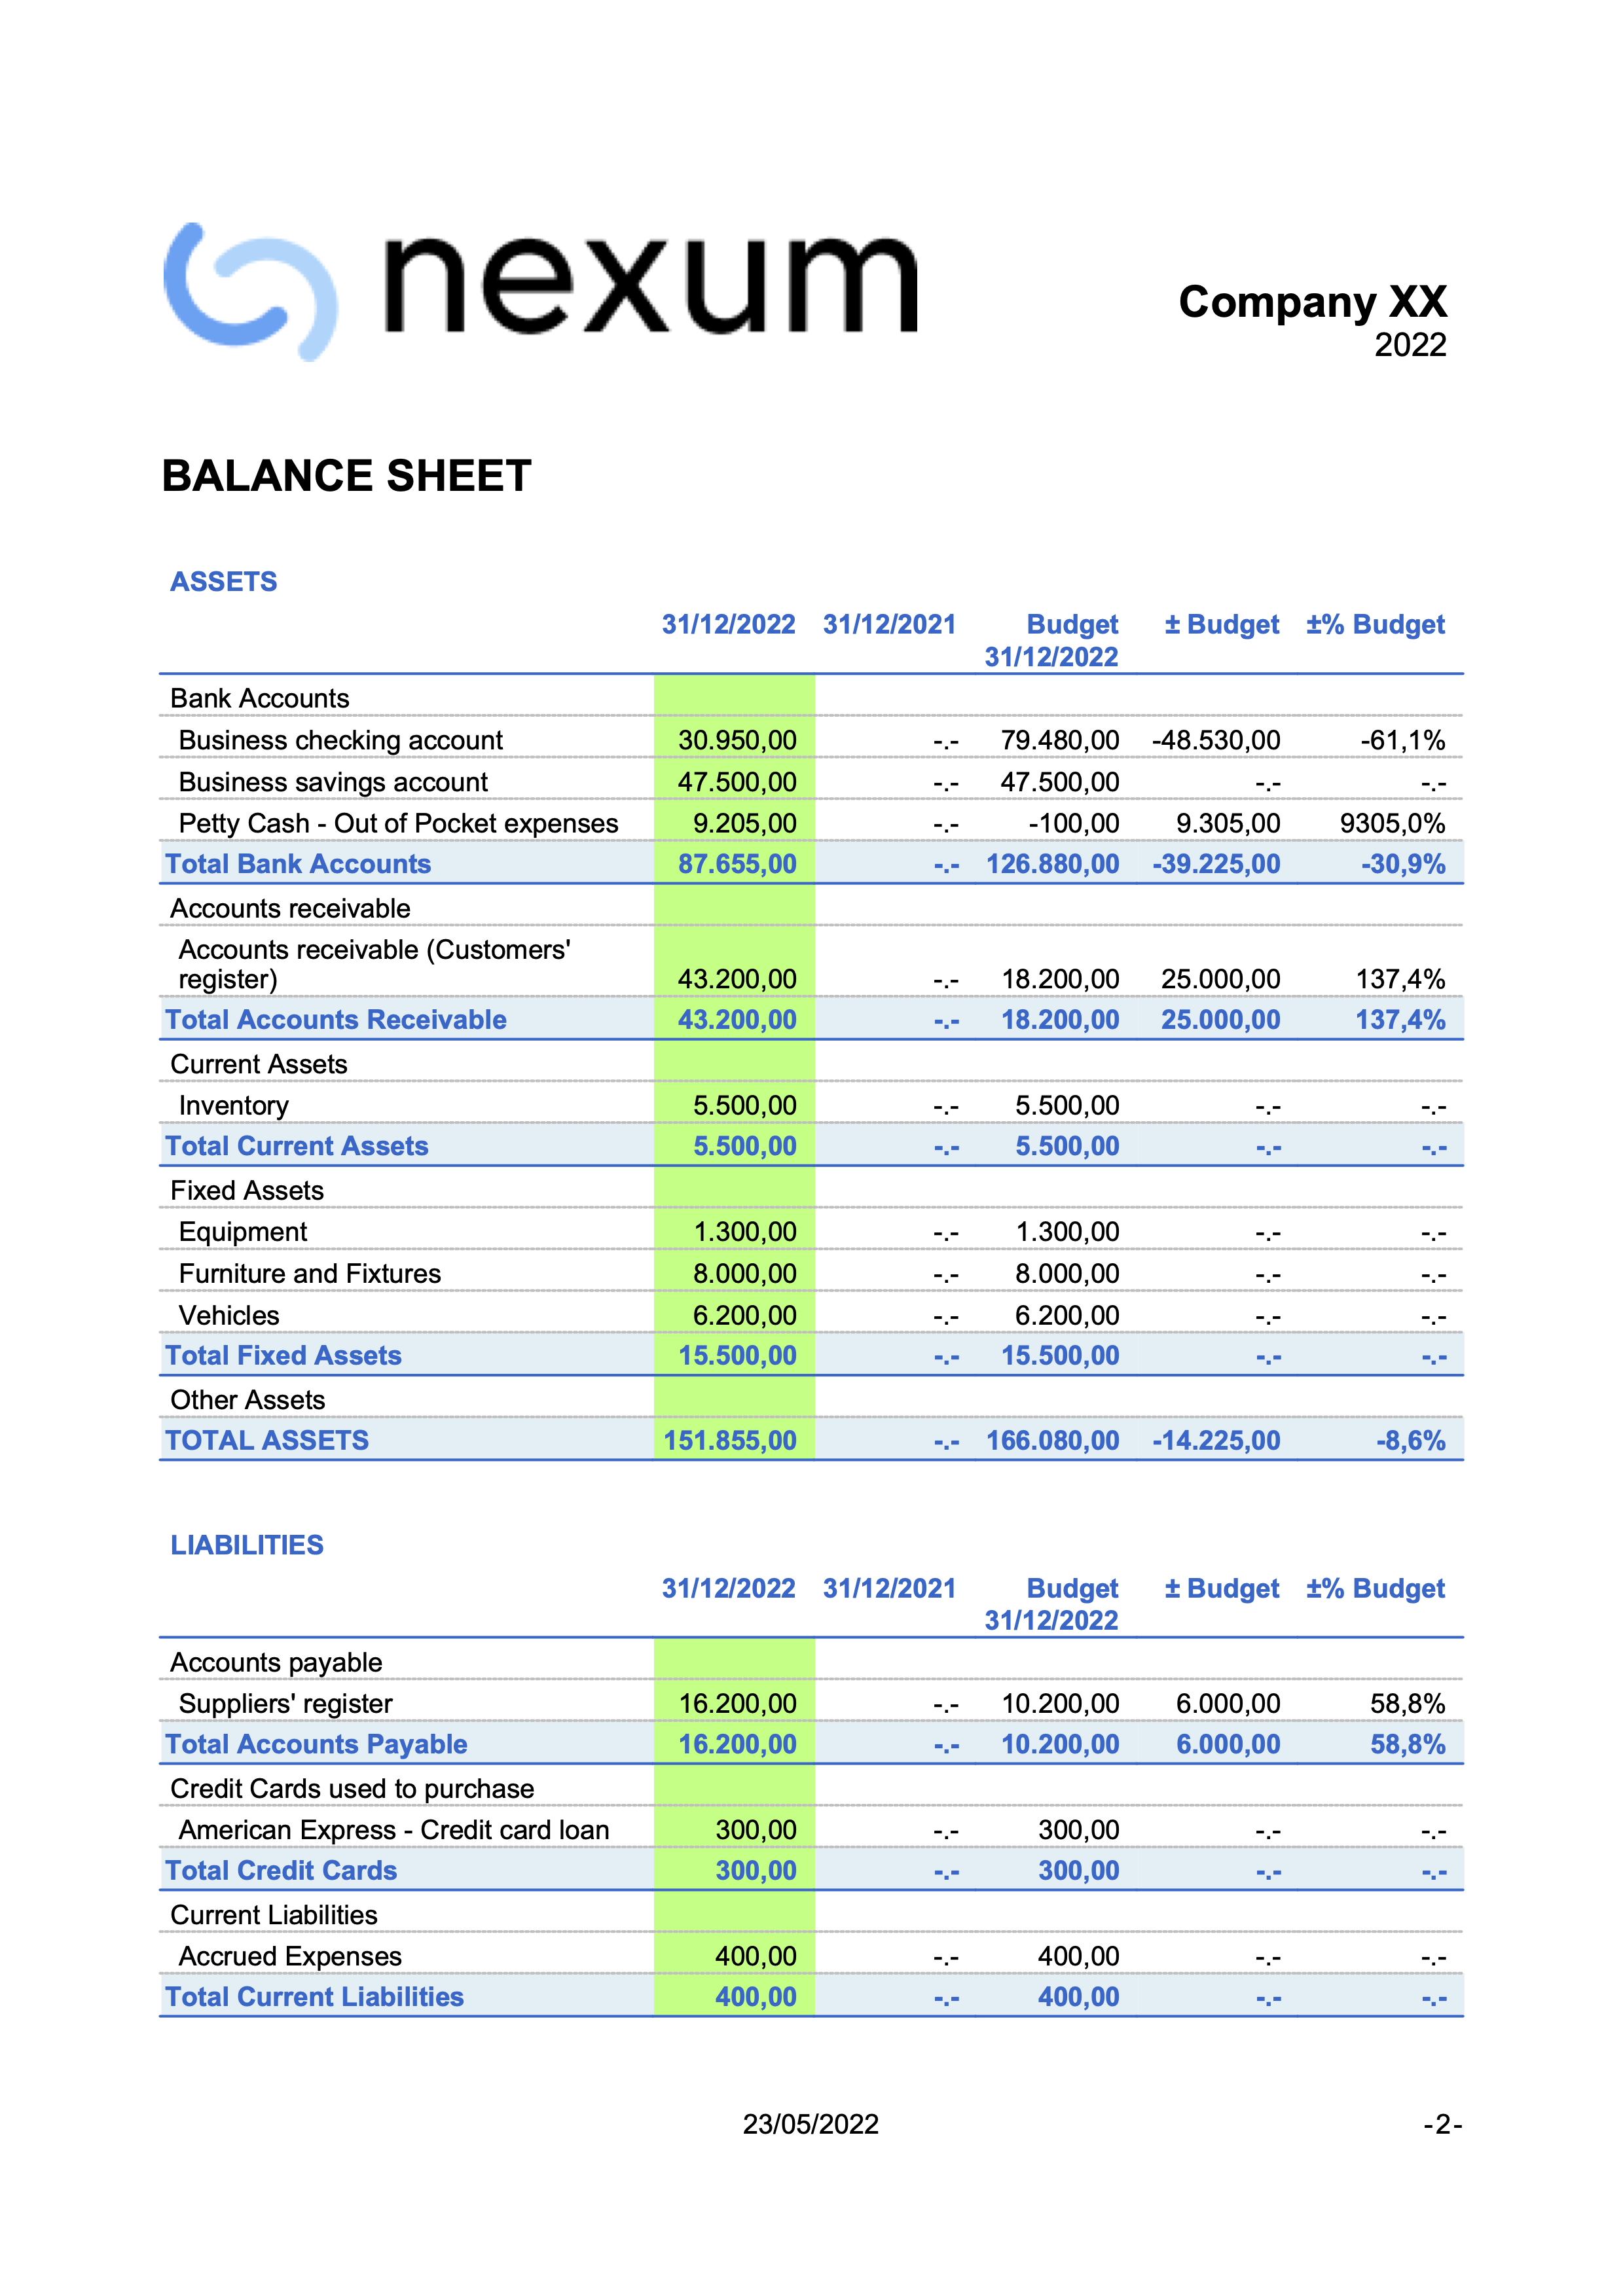 nexum
Company XX
2022
BALANCE SHEET
ASSETS
31/12/2022 31/12/2021 Budget ± Budget ±% Budget
31/12/2022
Bank Accounts
Business checking account 30.950,00 -.- 79.480,00 -48.530,00 -61,1%
Business savings account 47.500,00 -.- 47.500,00 -.- -.-
Petty Cash - Out of Pocket expenses 9.205,00 -.- -100,00 9.305,00 9305,0%
Total Bank Accounts 87.655,00 -.- 126.880,00 -39.225,00 -30,9%
Accounts receivable
Accounts receivable (Customers'
register) 43.200,00 -.- 18.200,00 25.000,00 137,4%
Total Accounts Receivable 43.200,00 -.- 18.200,00 25.000,00 137,4%
Current Assets
Inventory 5.500,00 -.- 5.500,00 -.- -.-
Total Current Assets 5.500,00 -.- 5.500,00 -.- -.-
Fixed Assets
Equipment 1.300,00 -.- 1.300,00 -.- -.-
Furniture and Fixtures 8.000,00 -.- 8.000,00 -.- -.-
Vehicles 6.200,00 -.- 6.200,00 -.- -.-
Total Fixed Assets 15.500,00 -.- 15.500,00 -.- -.-
Other Assets
TOTAL ASSETS 151.855,00 -.- 166.080,00 -14.225,00 -8,6%
LIABILITIES
31/12/2022 31/12/2021 Budget ± Budget ±% Budget
31/12/2022
Accounts payable
Suppliers' register 16.200,00 -.- 10.200,00 6.000,00 58,8%
Total Accounts Payable 16.200,00 -.- 10.200,00 6.000,00 58,8%
Credit Cards used to purchase
American Express - Credit card loan 300,00 -.- 300,00 -.- -.-
Total Credit Cards 300,00 -.- 300,00 -.- -.-
Current Liabilities
Accrued Expenses 400,00 -.- 400,00 -.- -.-
Total Current Liabilities 400,00 -.- 400,00 -.- -.-
23/05/2022 -2-